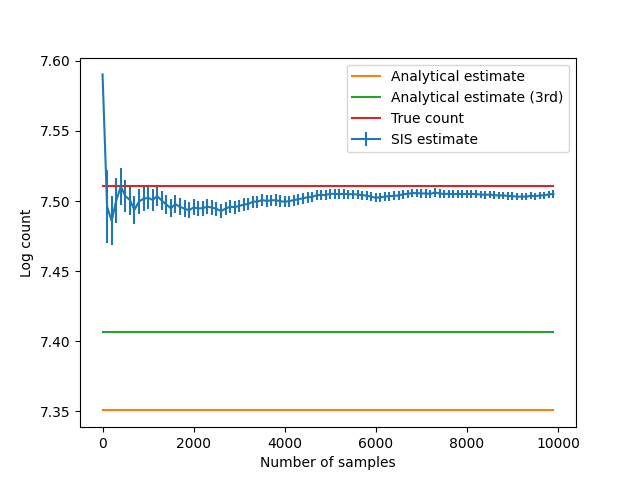 7.60
7.55
7.50
7.45
7.40
7.35
Log count
0
2000
4000
6000
8000
10000
Number of samples
Analytical estimate
Analytical estimate (3rd)
True count
SIS estimate